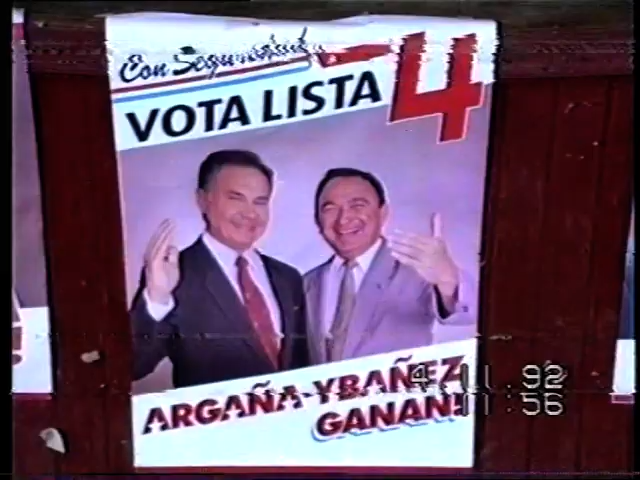 Con Seguridad
VOTA LISTA 4
ARGAÑA-YBAÑEZ
GANAN!
4.11.92
11:56